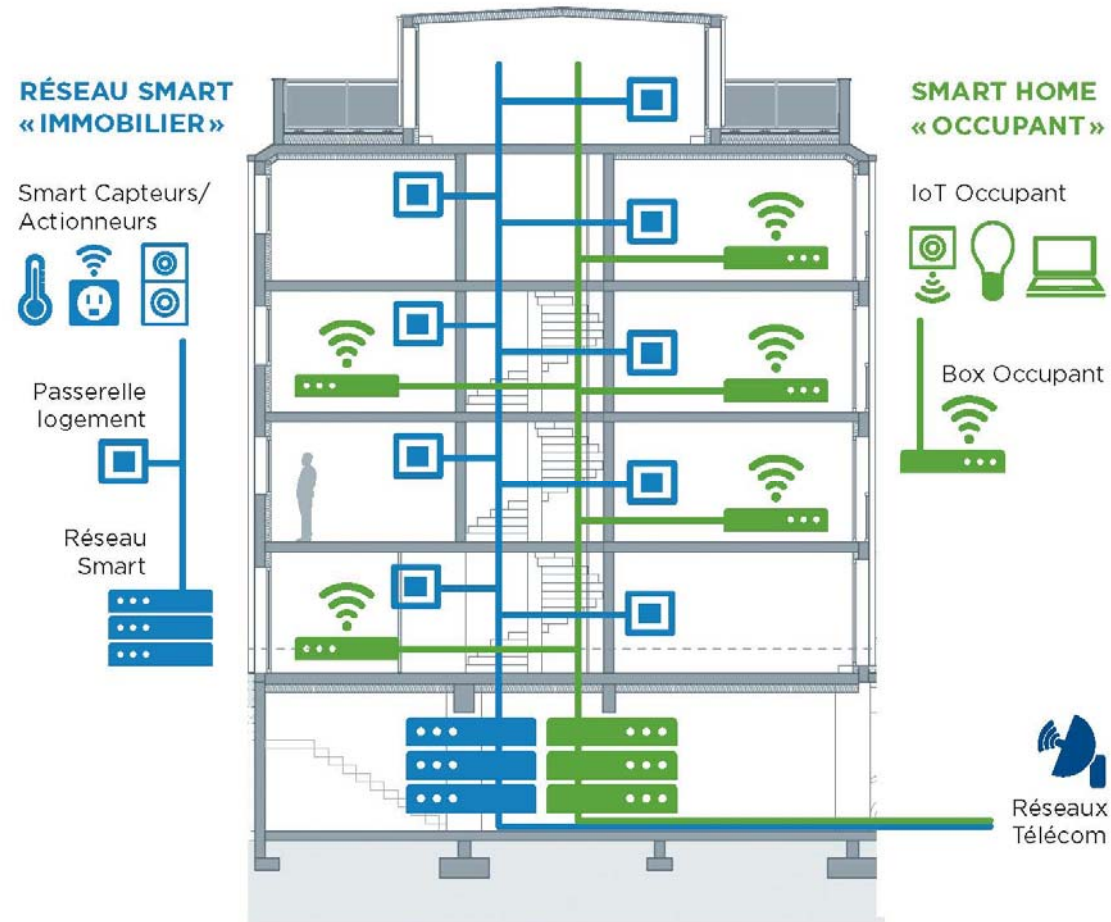 RÉSEAU SMART
« IMMOBILIER »
Smart Capteurs/
Actionneurs
Passerelle
logement
Réseau
Smart
SMART HOME
« OCCUPANT »
IoT Occupant
Box Occupant
Réseaux
Télécom